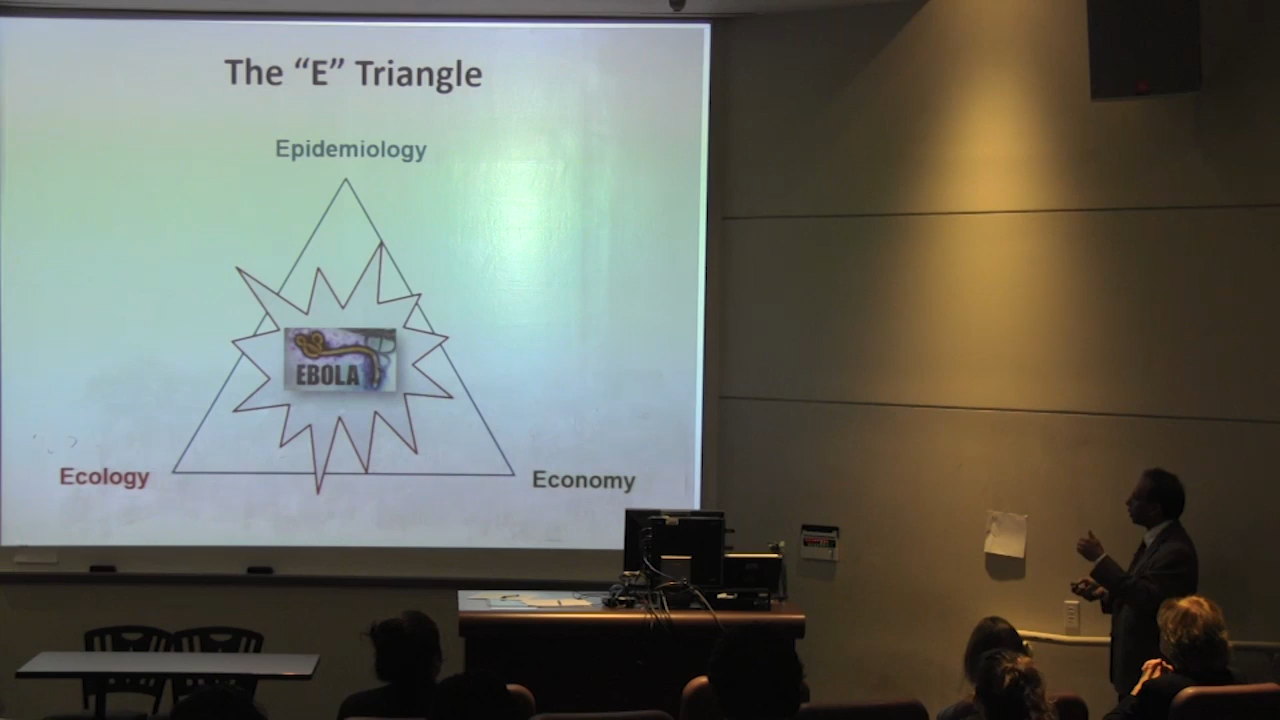 The “E” Triangle
Epidemiology
EBOLA
Ecology
Economy